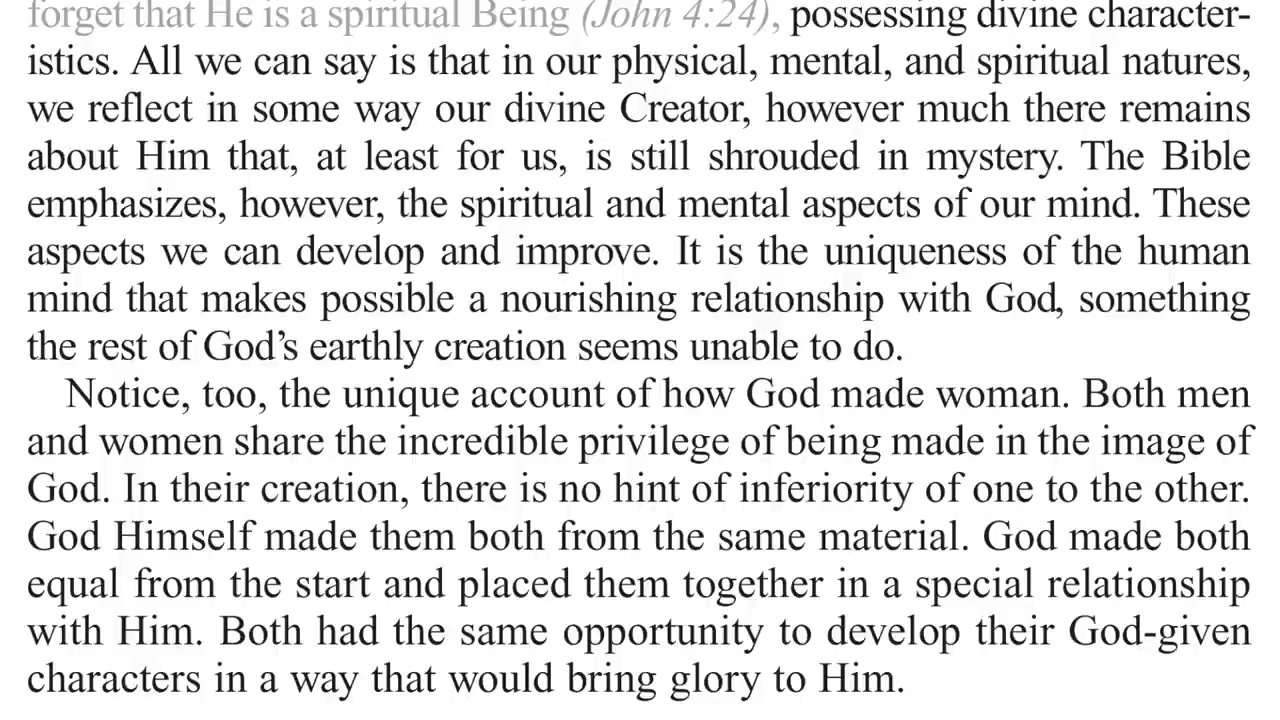 forget that He is a spiritual Being (John 4:24), possessing divine character-
istics. All we can say is that in our physical, mental, and spiritual natures,
we reflect in some way our divine Creator, however much there remains
about Him that, at least for us, is still shrouded in mystery. The Bible
emphasizes, however, the spiritual and mental aspects of our mind. These
aspects we can develop and improve. It is the uniqueness of the human
mind that makes possible a nourishing relationship with God, something
the rest of God’s earthly creation seems unable to do.
Notice, too, the unique account of how God made woman. Both men
and women share the incredible privilege of being made in the image of
God. In their creation, there is no hint of inferiority of one to the other.
God Himself made them both from the same material. God made both
equal from the start and placed them together in a special relationship
with Him. Both had the same opportunity to develop their God-given
characters in a way that would bring glory to Him.